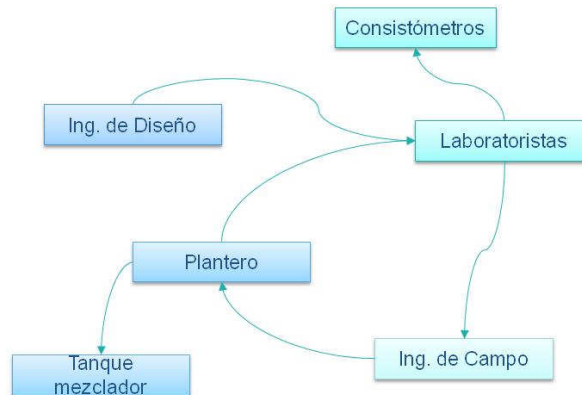 Consistómetros
Ing. de Diseño
Laboratoristas
Plantero
Ing. de Campo
Tanque
mezclador